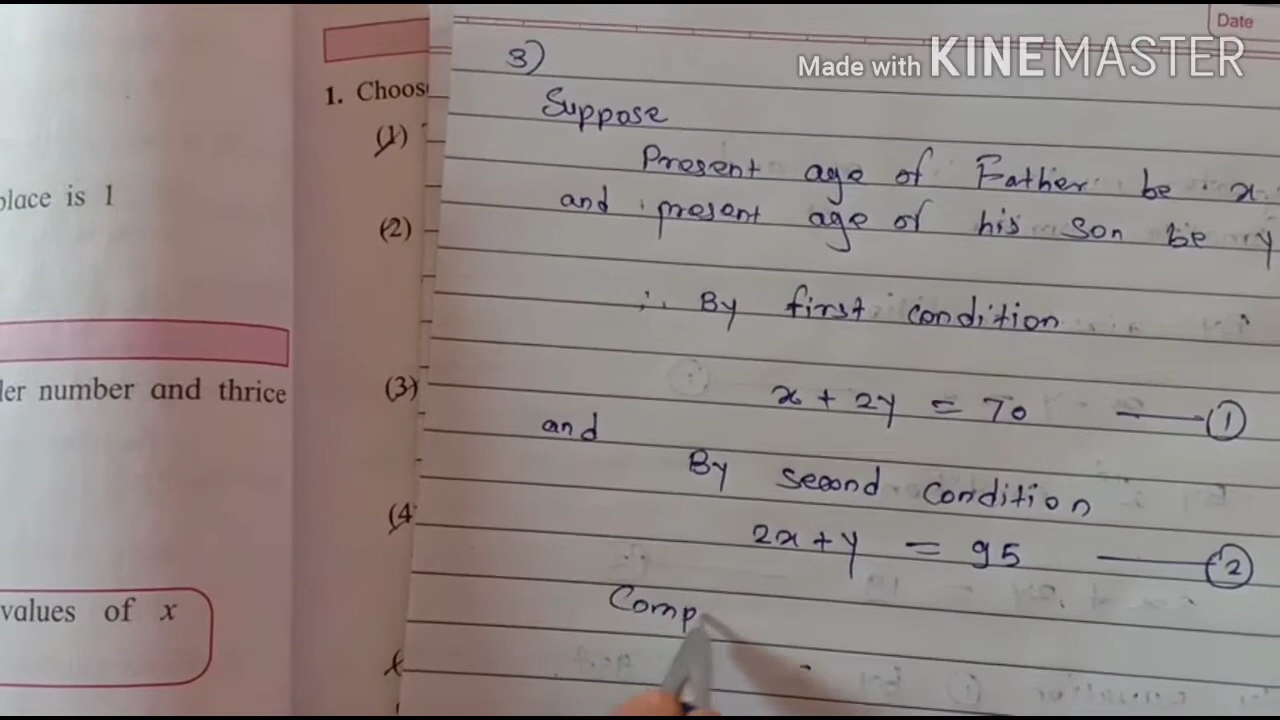 Date
Made with KINEMASTER
3)
Suppose
Present age of Father be x
and present age of his son be y
∴ By first condition
x + 2y = 70 —— ①
and
By second condition
2x + y = 95 —— ②
Comp
place is 1
ler number and thrice
values of x
1. Choose
(1)
(2)
(3)
(4